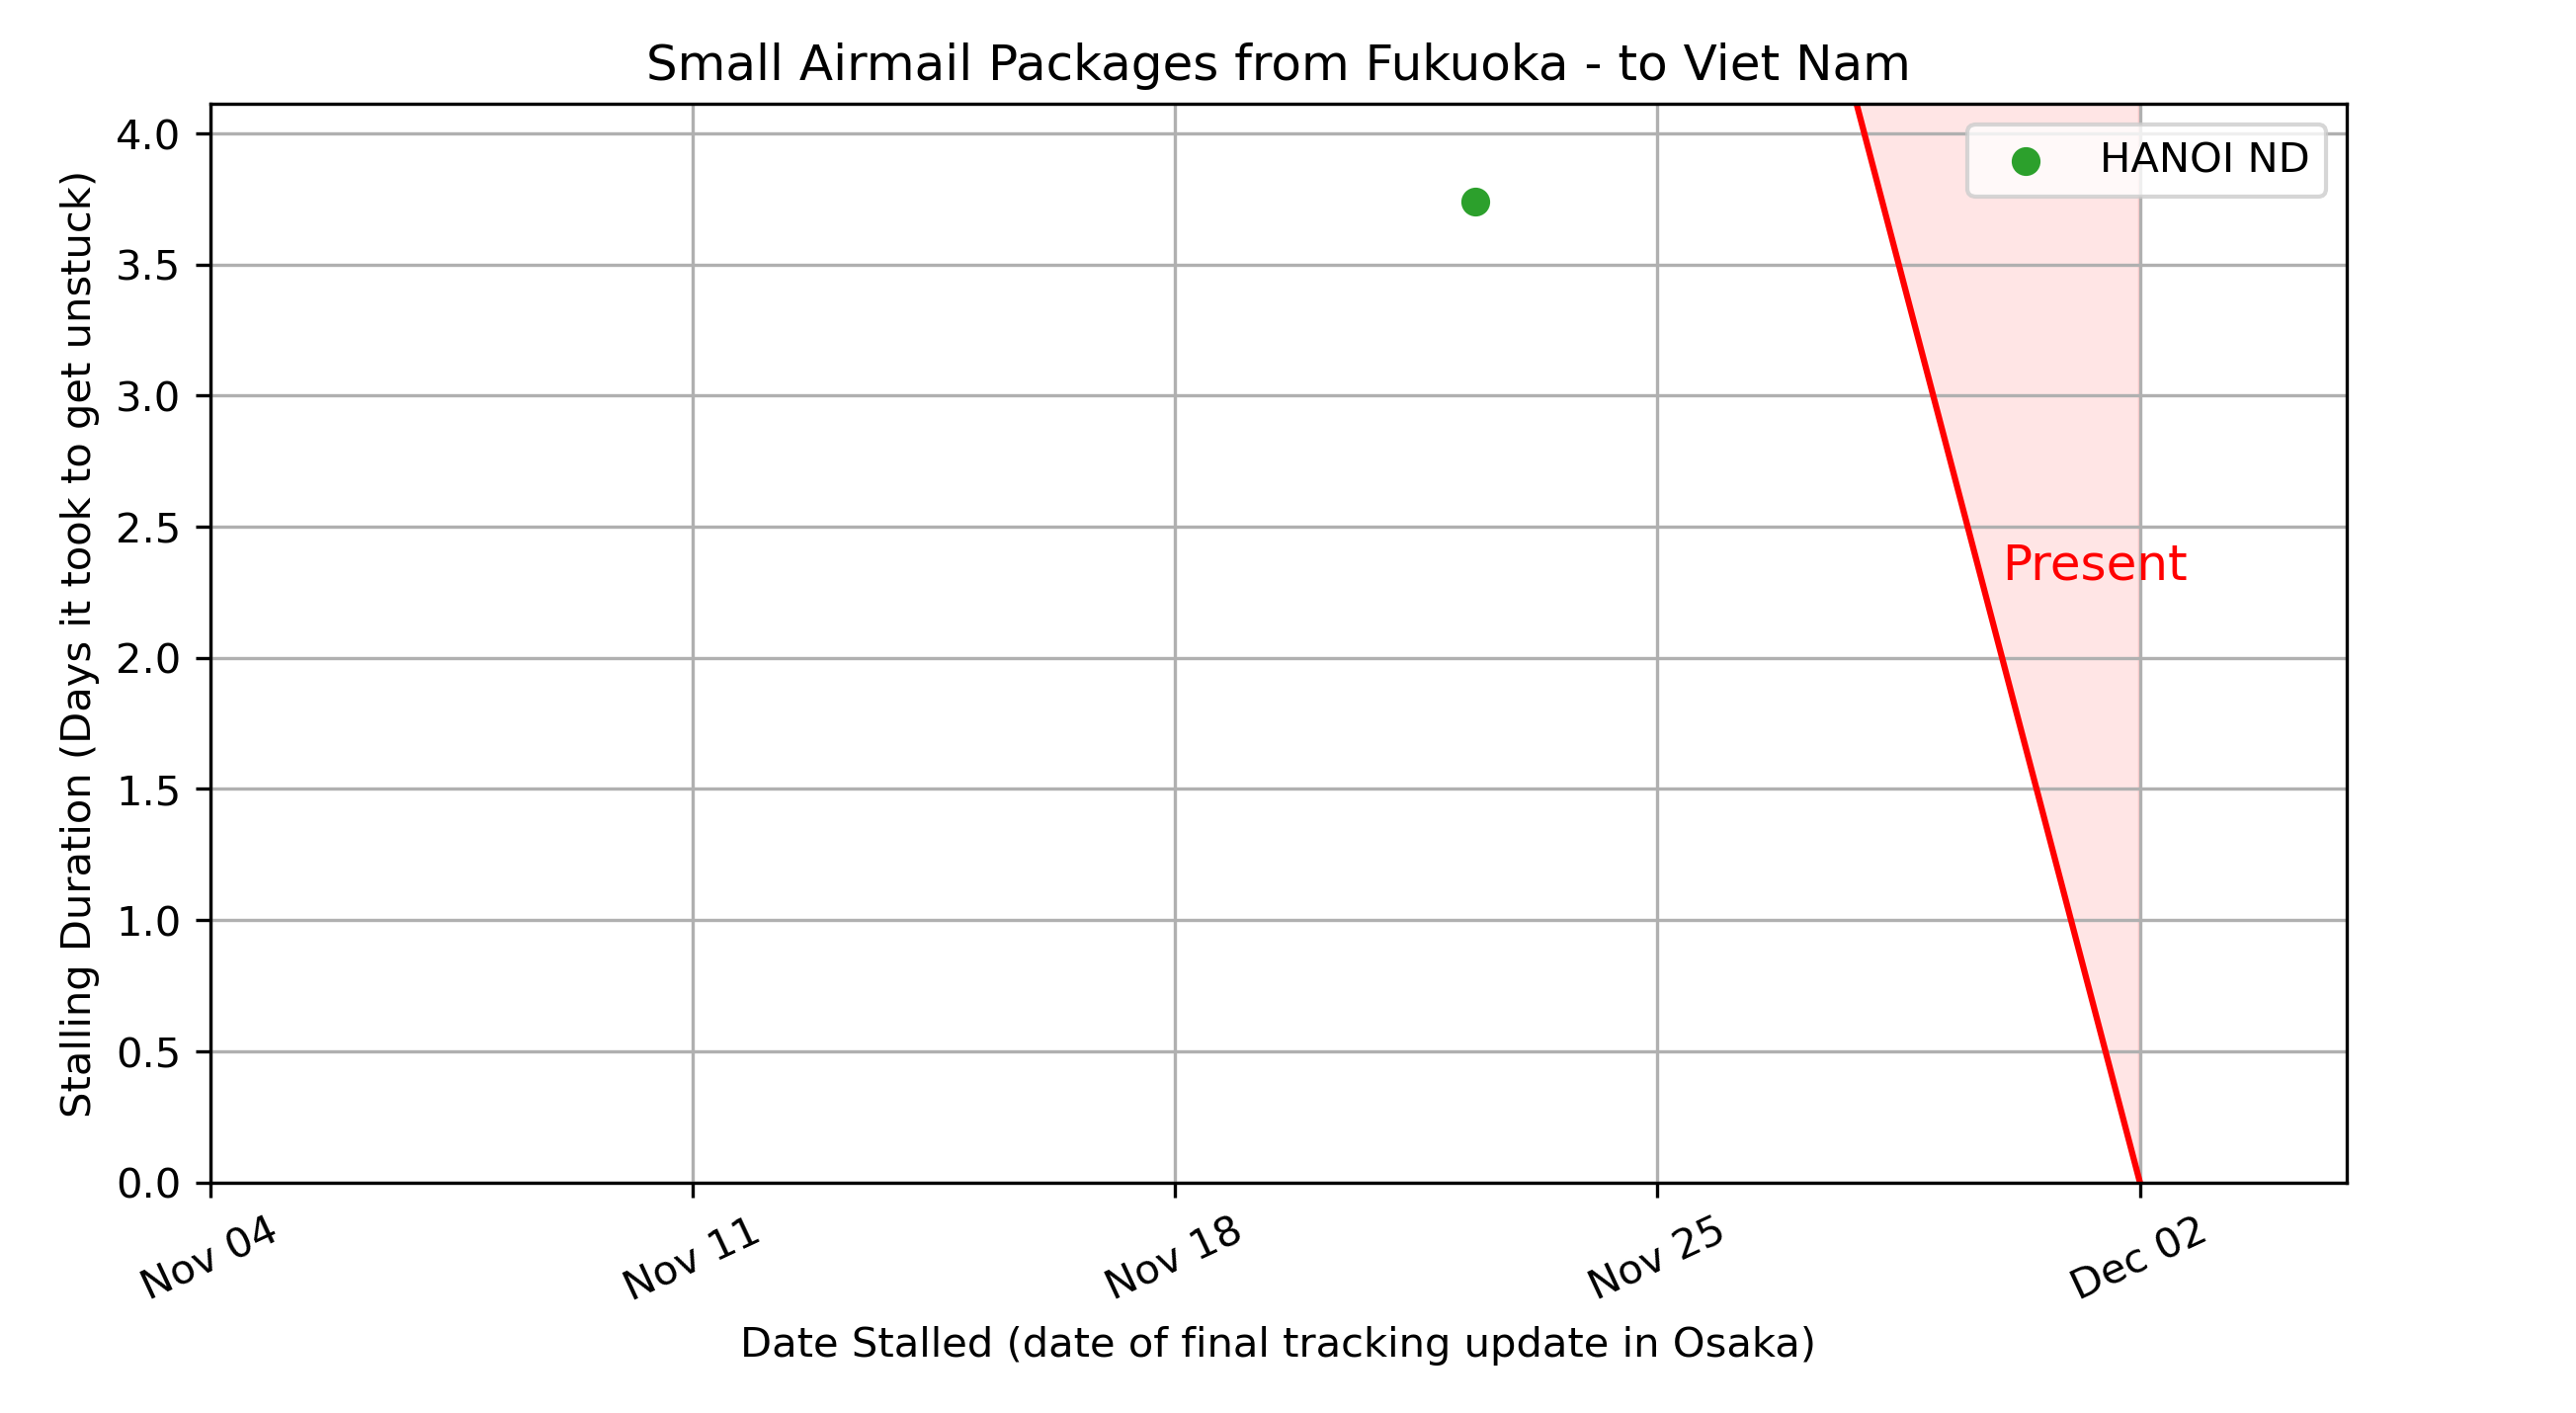 Small Airmail Packages from Fukuoka - to Viet Nam
Stalling Duration (Days it took to get unstuck)
4.0
3.5
3.0
2.5
2.0
1.5
1.0
0.5
0.0
HANOI ND
Present
Nov 04
Nov 11
Nov 18
Nov 25
Dec 02
Date Stalled (date of final tracking update in Osaka)